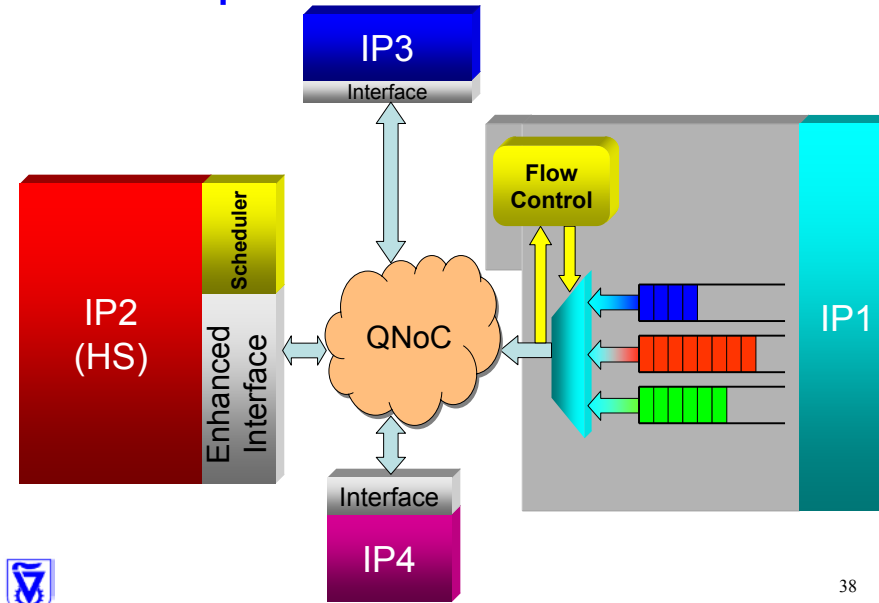 IP3
Interface
Flow
Control
Scheduler
IP2
(HS)
Enhanced
Interface
QNoC
IP1
Interface
IP4
38